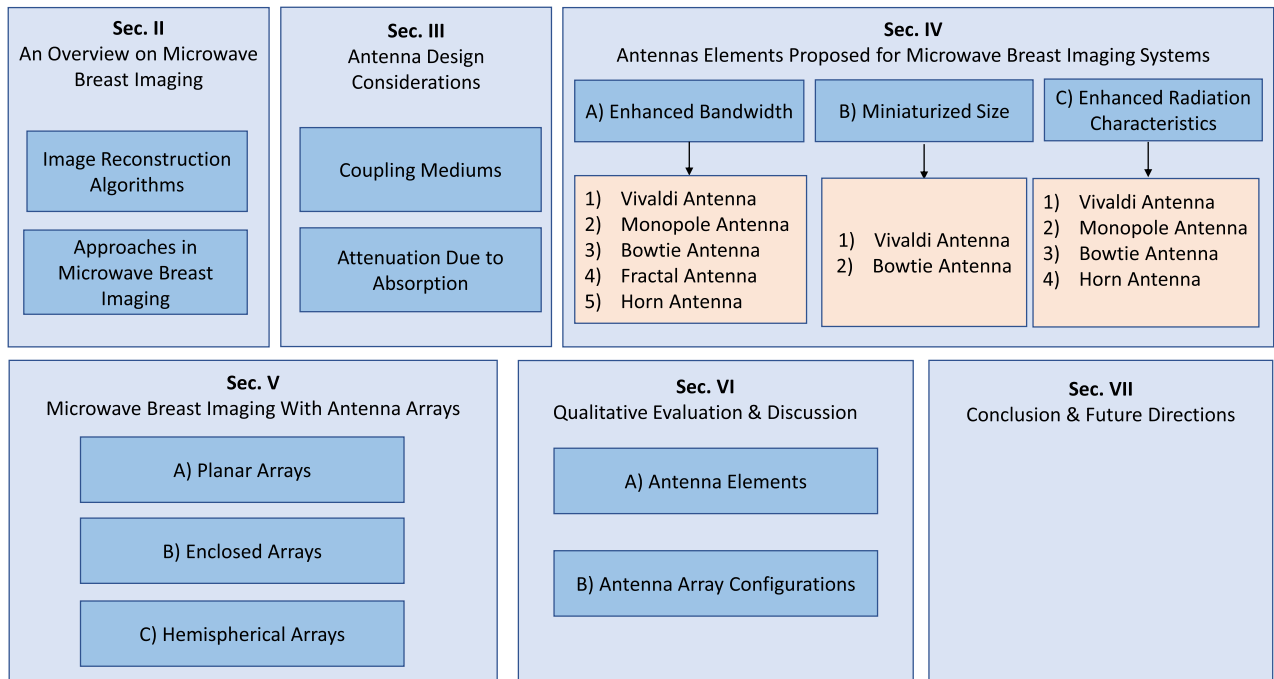 Sec. II
An Overview on Microwave
Breast Imaging
Image Reconstruction
Algorithms
Approaches in
Microwave Breast
Imaging
Sec. III
Antenna Design
Considerations
Coupling Mediums
Attenuation Due to
Absorption
Sec. IV
Antennas Elements Proposed for Microwave Breast Imaging Systems
A) Enhanced Bandwidth
1) Vivaldi Antenna
2) Monopole Antenna
3) Bowtie Antenna
4) Fractal Antenna
5) Horn Antenna
B) Miniaturized Size
1) Vivaldi Antenna
2) Bowtie Antenna
C) Enhanced Radiation
Characteristics
1) Vivaldi Antenna
2) Monopole Antenna
3) Bowtie Antenna
4) Horn Antenna
Sec. V
Microwave Breast Imaging With Antenna Arrays
A) Planar Arrays
B) Enclosed Arrays
C) Hemispherical Arrays
Sec. VI
Qualitative Evaluation & Discussion
A) Antenna Elements
B) Antenna Array Configurations
Sec. VII
Conclusion & Future Directions